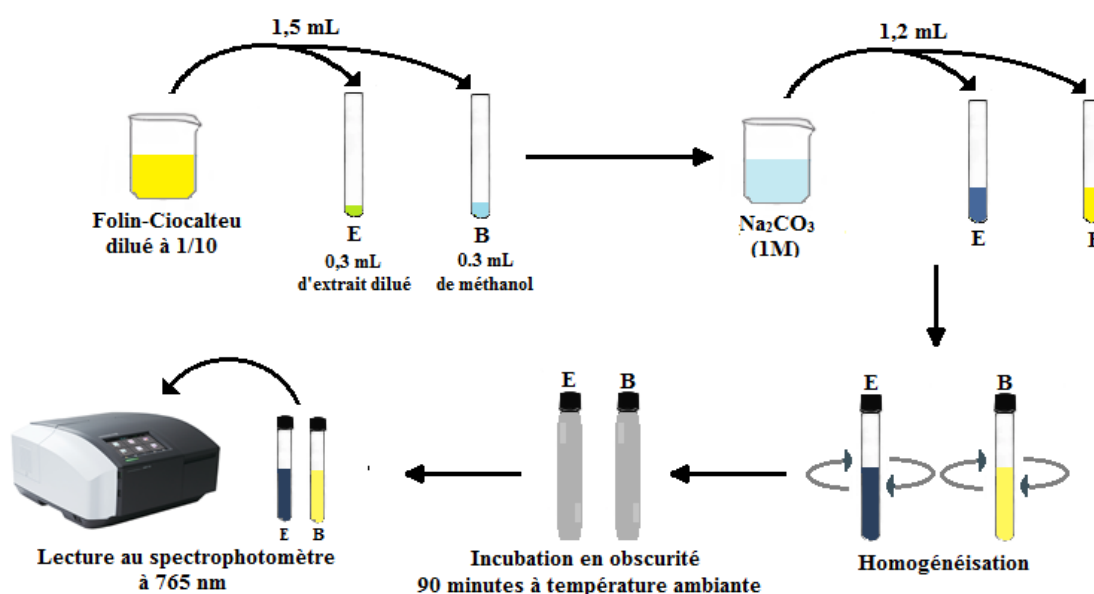 1,5 mL
1,2 mL
Folin-Ciocalteu
dilué à 1/10
E
B
0,3 mL
d'extrait dilué
0.3 mL
de méthanol
Na₂CO₃
(1M)
E
E
B
E
B
Homogénéisation
Incubation en obscurité
90 minutes à température ambiante
E
B
Lecture au spectrophotomètre
à 765 nm